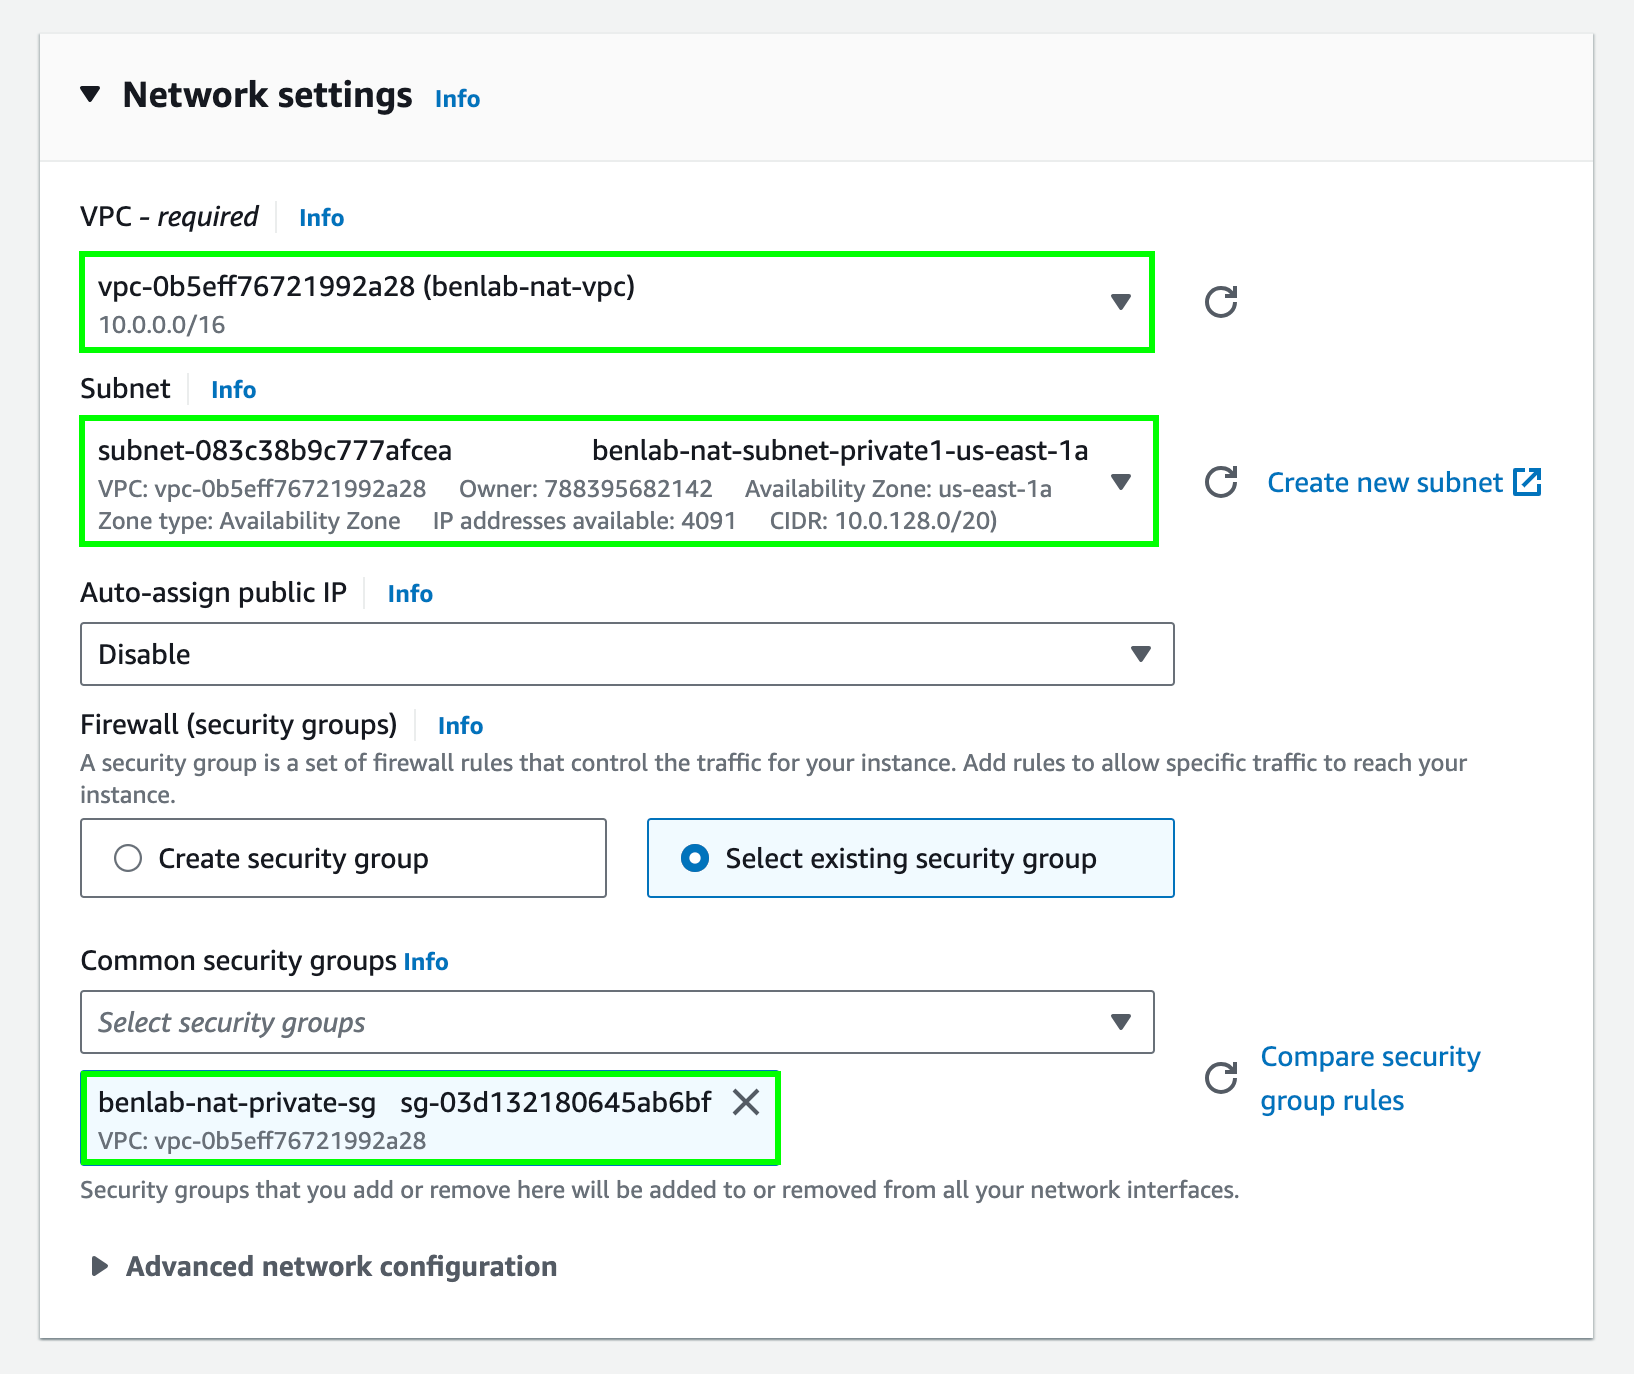 Network settings Info
VPC - required Info
vpc-0b5eff76721992a28 (benlab-nat-vpc)
10.0.0.0/16
Subnet Info
subnet-083c38b9c777afcea benlab-nat-subnet-private1-us-east-1a
VPC: vpc-0b5eff76721992a28 Owner: 788395682142 Availability Zone: us-east-1a
Zone type: Availability Zone IP addresses available: 4091 CIDR: 10.0.128.0/20)
Create new subnet
Auto-assign public IP Info
Disable
Firewall (security groups) Info
A security group is a set of firewall rules that control the traffic for your instance. Add rules to allow specific traffic to reach your
instance.
Create security group
Select existing security group
Common security groups Info
Select security groups
benlab-nat-private-sg sg-03d132180645ab6bf
VPC: vpc-0b5eff76721992a28
Compare security
group rules
Security groups that you add or remove here will be added to or removed from all your network interfaces.
Advanced network configuration